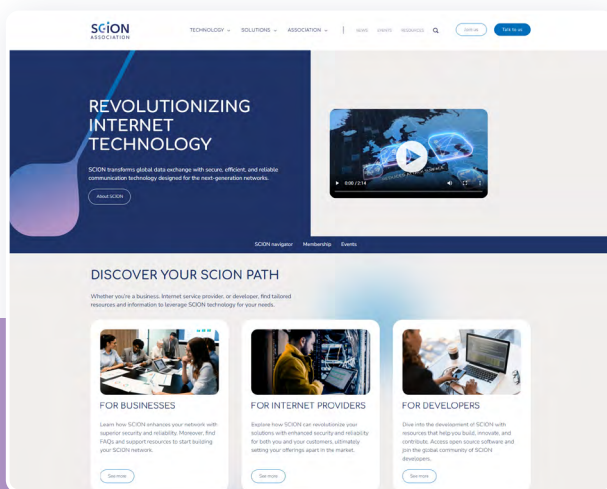 SCiON
ASSOCIATION
TECHNOLOGY
SOLUTIONS
ASSOCIATION
NEWS
EVENTS
RESOURCES
Join us
Talk to us
REVOLUTIONIZING
INTERNET
TECHNOLOGY
SCION transforms global data exchange with secure, efficient, and reliable
communication technology designed for the next-generation networks.
About SCION
0:00 / 2:14
SCION navigator
Membership
Events
DISCOVER YOUR SCION PATH
Whether you're a business, Internet service provider, or developer, find tailored
resources and information to leverage SCION technology for your needs.
FOR BUSINESSES
Learn how SCION enhances your network with
superior security and reliability. Moreover, find
FAQs and support resources to start building
your SCION network.
See more
FOR INTERNET PROVIDERS
Explore how SCION can revolutionize your
solutions with enhanced security and reliability
for both you and your customers, ultimately
setting your offerings apart in the market.
See more
FOR DEVELOPERS
Dive into the development of SCION with
resources that help you build, innovate, and
contribute. Access open source software and
join the global community of SCION
developers.
See more